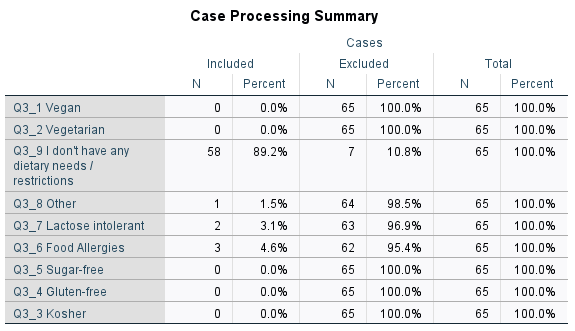 Case Processing Summary
Cases
Included Excluded Total
N Percent N Percent N Percent
Q3_1 Vegan 0 0.0% 65 100.0% 65 100.0%
Q3_2 Vegetarian 0 0.0% 65 100.0% 65 100.0%
Q3_9 I don't have any 58 89.2% 7 10.8% 65 100.0%
dietary needs /
restrictions
Q3_8 Other 1 1.5% 64 98.5% 65 100.0%
Q3_7 Lactose intolerant 2 3.1% 63 96.9% 65 100.0%
Q3_6 Food Allergies 3 4.6% 62 95.4% 65 100.0%
Q3_5 Sugar-free 0 0.0% 65 100.0% 65 100.0%
Q3_4 Gluten-free 0 0.0% 65 100.0% 65 100.0%
Q3_3 Kosher 0 0.0% 65 100.0% 65 100.0%